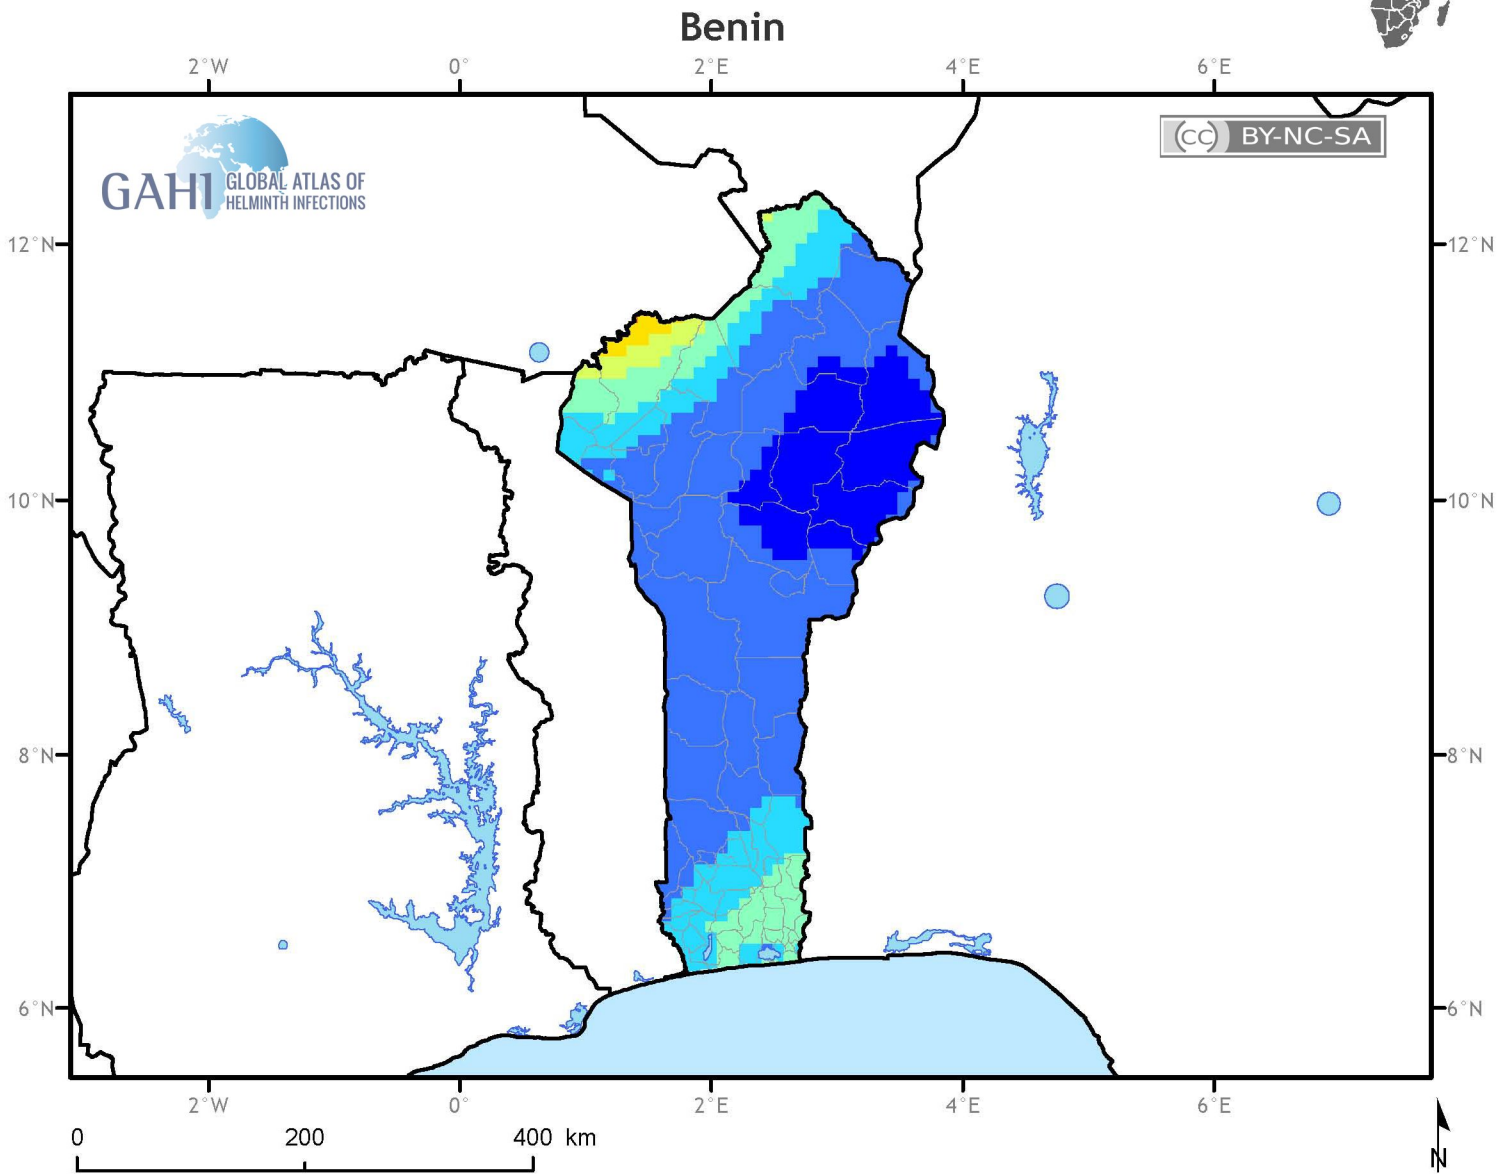 Benin
2°W 0° 2°E 4°E 6°E
GAHI GLOBAL ATLAS OF
HELMINTH INFECTIONS
(cc) BY-NC-SA
12°N 12°N
10°N 10°N
8°N 8°N
6°N 6°N
2°W 0° 2°E 4°E 6°E
0 200 400 km
N